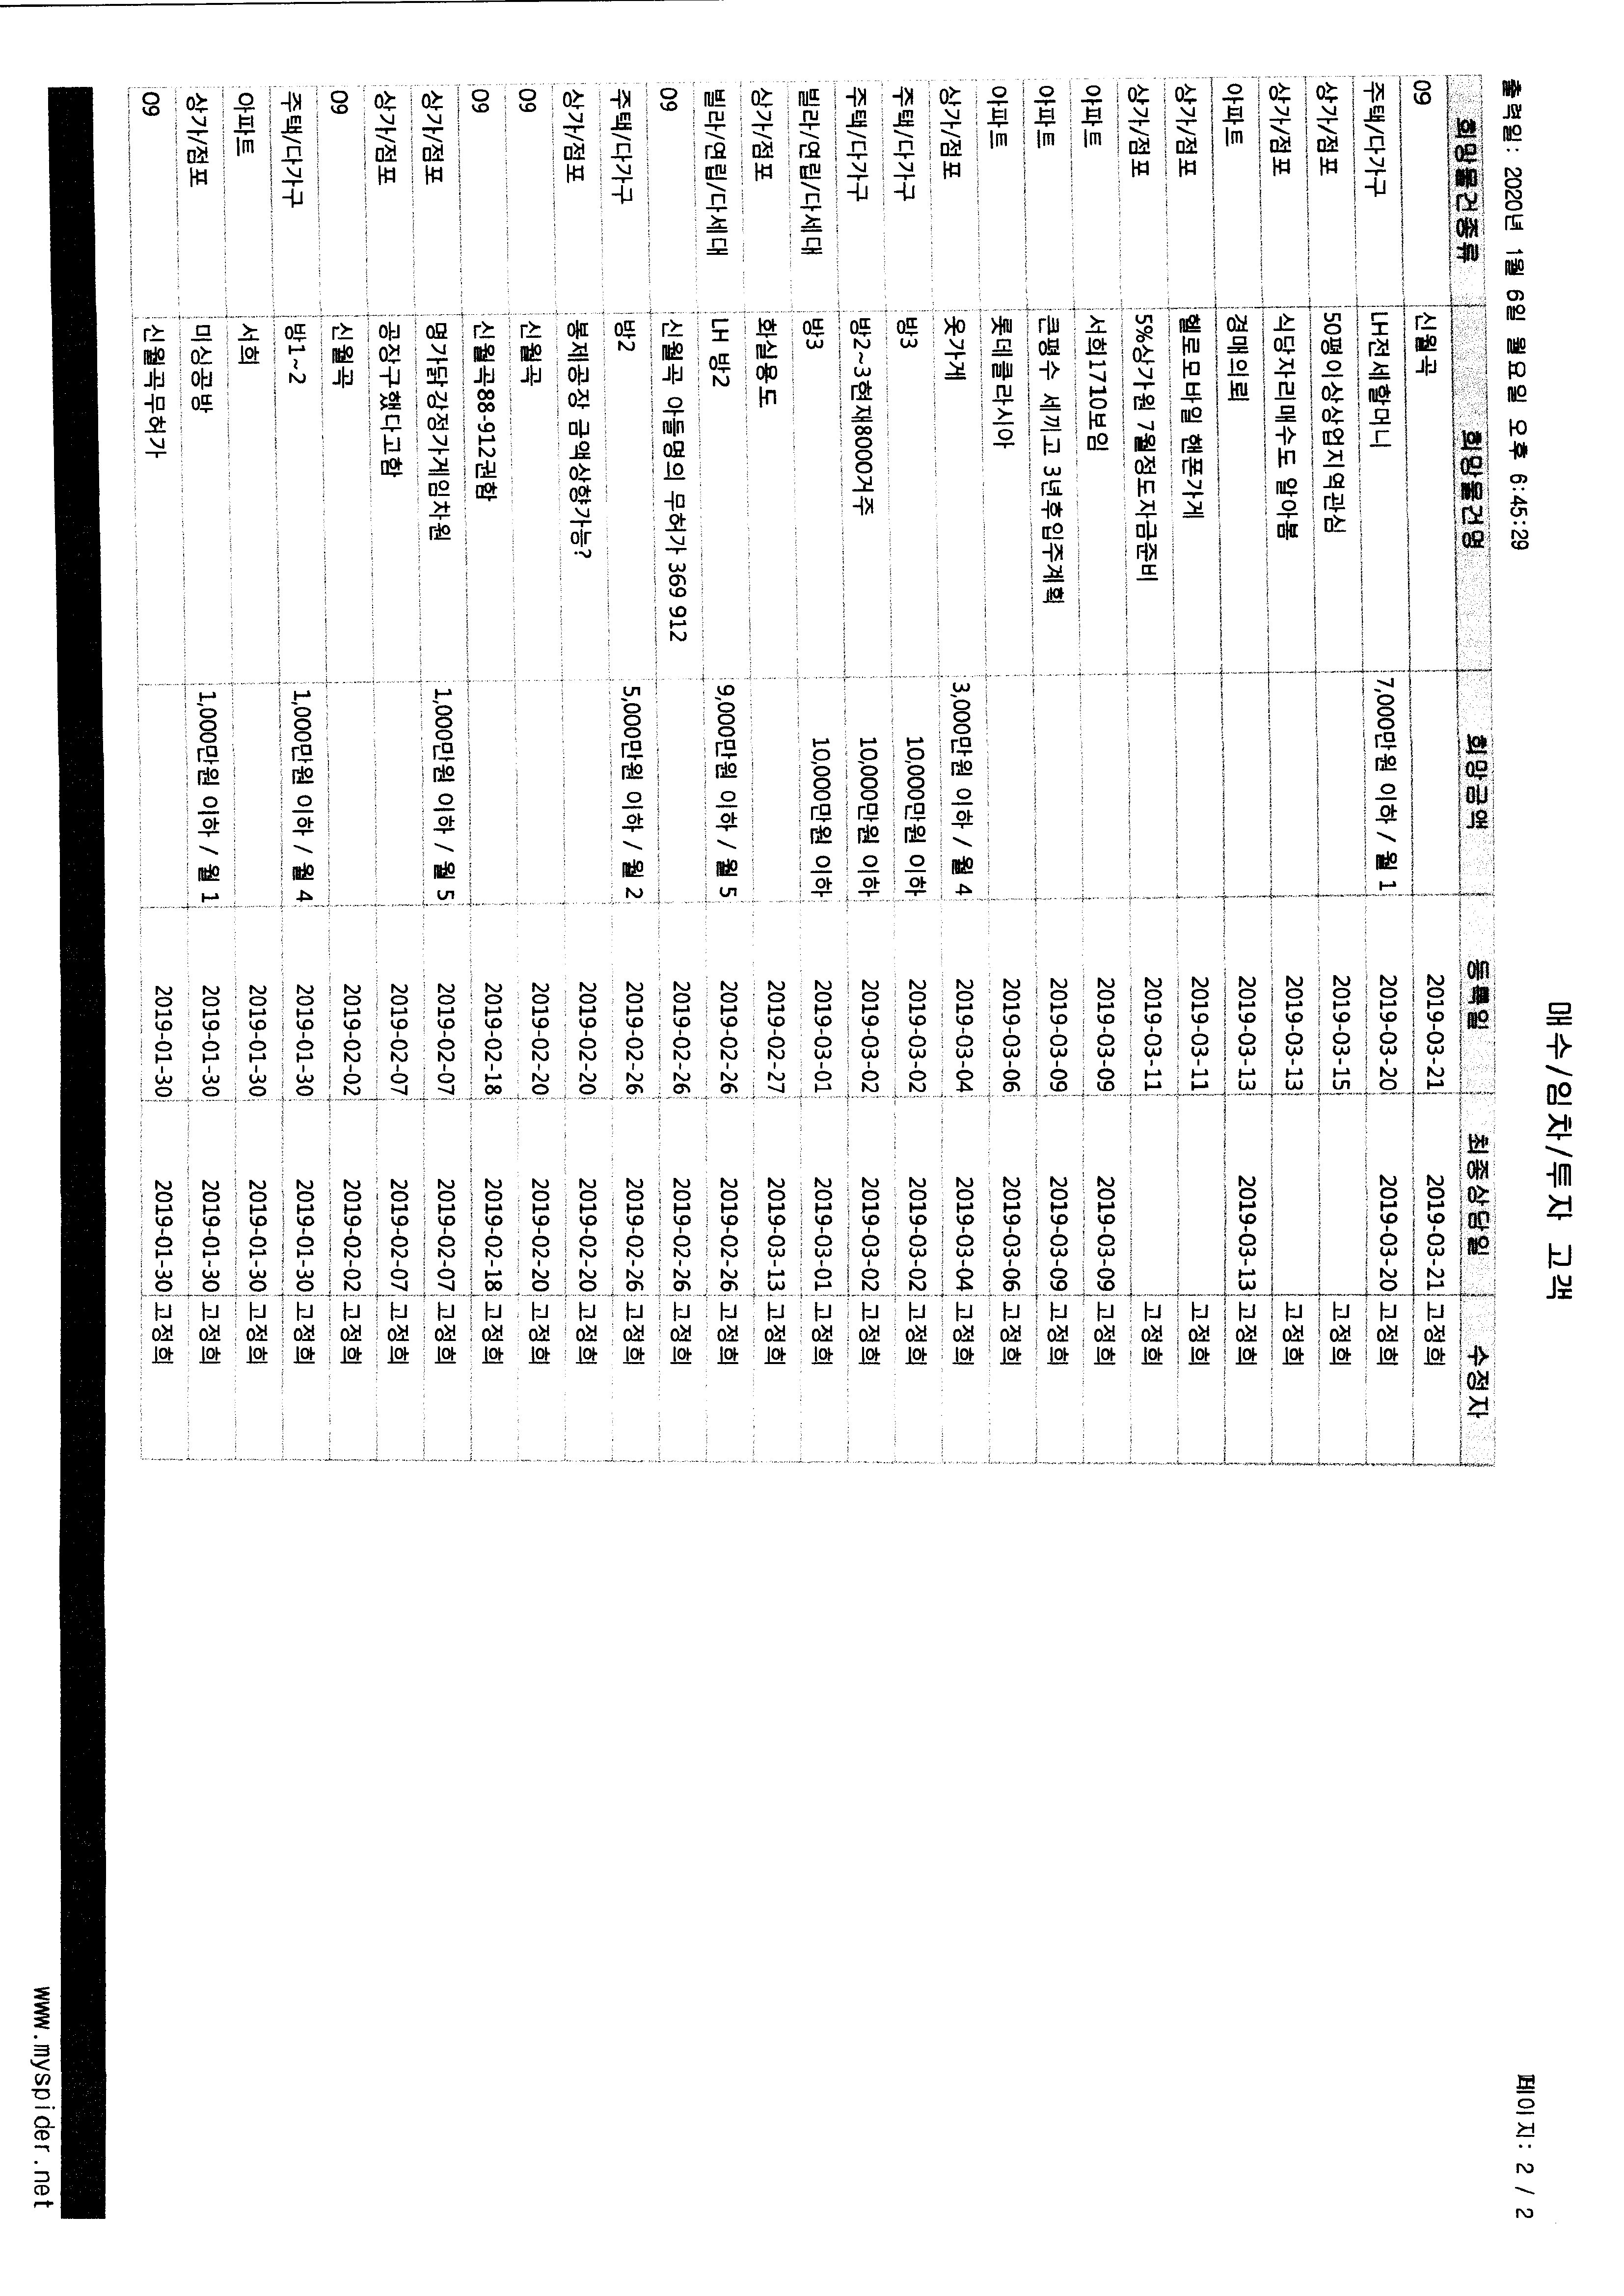 매수/임차/투자 고객
출력일: 2020년 1월 6일 월요일 오후 6:45:29
페이지: 2 / 2
희망물건종류 희망물건명 희망금액 등록일 최종상담일 수정자
09 신월곡 2019-03-21 2019-03-21 고정희
주택/다가구 LH전세할머니 7,000만원 이하 / 월 1 2019-03-20 2019-03-20 고정희
상가/점포 50평이상상업지역관심 2019-03-15 고정희
상가/점포 식당자리매수도 알아봄 2019-03-13 고정희
아파트 경매의뢰 2019-03-13 2019-03-13 고정희
상가/점포 헬로모바일 핸폰가게 2019-03-11 고정희
상가/점포 5%상가원 7월정도자금준비 2019-03-11 고정희
아파트 서희1710보임 2019-03-09 2019-03-09 고정희
아파트 큰평수 세끼고 3년후입주계획 2019-03-09 2019-03-09 고정희
아파트 롯데클라시아 2019-03-06 2019-03-06 고정희
상가/점포 옷가게 3,000만원 이하 / 월 4 2019-03-04 2019-03-04 고정희
주택/다가구 방3 10,000만원 이하 2019-03-02 2019-03-02 고정희
주택/다가구 방2~3현재8000거주 10,000만원 이하 2019-03-02 2019-03-02 고정희
빌라/연립/다세대 방3 10,000만원 이하 2019-03-01 2019-03-01 고정희
상가/점포 화실용도 2019-02-27 2019-03-13 고정희
빌라/연립/다세대 LH 방2 9,000만원 이하 / 월 5 2019-02-26 2019-02-26 고정희
09 신월곡 아들명의 무허가 369 912 2019-02-26 2019-02-26 고정희
주택/다가구 방2 5,000만원 이하 / 월 2 2019-02-26 2019-02-26 고정희
상가/점포 봉제공장 금액상향가능? 2019-02-20 2019-02-20 고정희
09 신월곡 2019-02-20 2019-02-20 고정희
09 신월곡88-912권함 2019-02-18 2019-02-18 고정희
상가/점포 명가닭강정가게임차원 1,000만원 이하 / 월 5 2019-02-07 2019-02-07 고정희
상가/점포 공장구했다고함 2019-02-07 2019-02-07 고정희
09 신월곡 2019-02-02 2019-02-02 고정희
주택/다가구 방1~2 1,000만원 이하 / 월 4 2019-01-30 2019-01-30 고정희
아파트 서희 2019-01-30 2019-01-30 고정희
상가/점포 미싱공방 1,000만원 이하 / 월 1 2019-01-30 2019-01-30 고정희
09 신월곡무허가 2019-01-30 2019-01-30 고정희
www.myspider.net